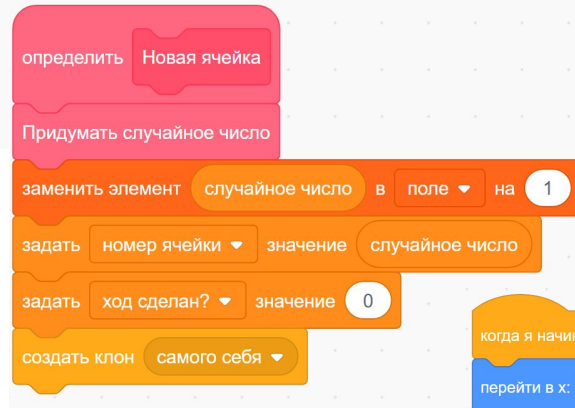 определить Новая ячейка
Придумать случайное число
заменить элемент случайное число в поле на 1
задать номер ячейки значение случайное число
задать ход сделан? значение 0
создать клон самого себя
когда я
перейти в x: